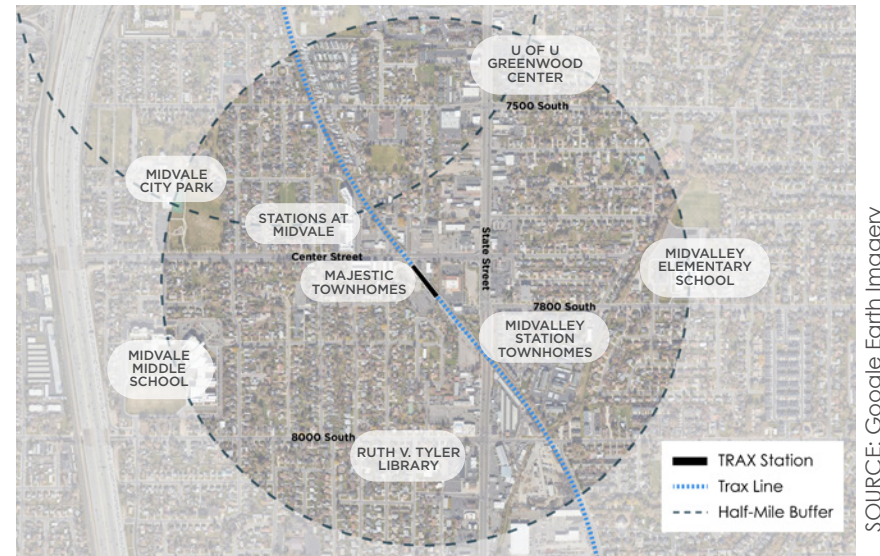 U OF U
GREENWOOD
CENTER
7500 South
MIDVALE
CITY PARK
STATIONS AT
MIDVALE
Center Street
State Street
MAJESTIC
TOWNHOMES
MIDVALLEY
ELEMENTARY
SCHOOL
7800 South
MIDVALLEY
STATION
TOWNHOMES
MIDVALE
MIDDLE
SCHOOL
8000 South
RUTH V. TYLER
LIBRARY
TRAX Station
Trax Line
Half-Mile Buffer
SOURCE: Google Earth Imagery